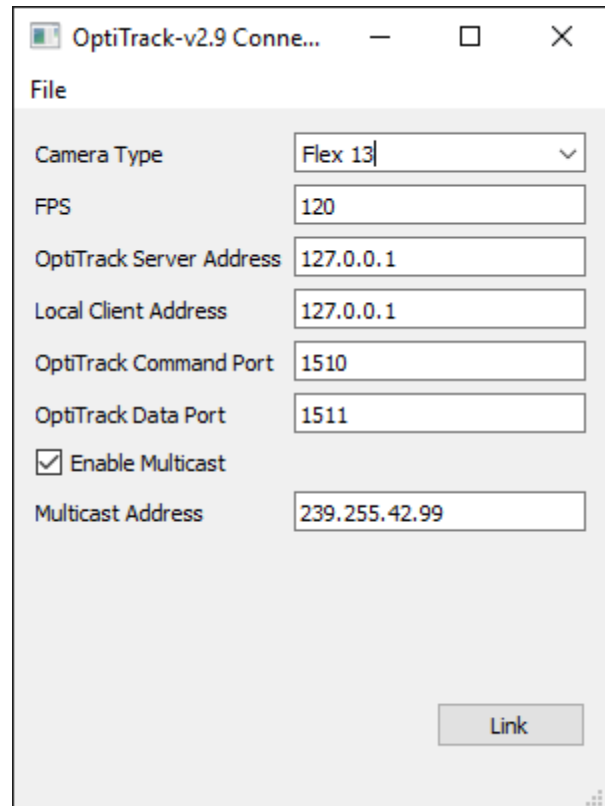 OptiTrack-v2.9 Conne...
File
Camera Type Flex 13
FPS 120
OptiTrack Server Address 127.0.0.1
Local Client Address 127.0.0.1
OptiTrack Command Port 1510
OptiTrack Data Port 1511
Enable Multicast
Multicast Address 239.255.42.99
Link